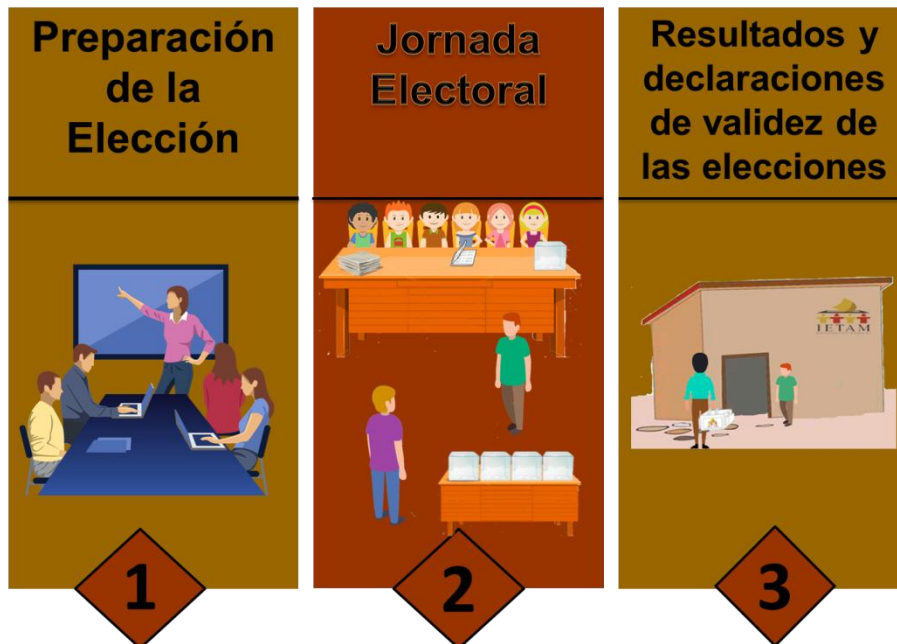 Preparación
de la
Elección
1
Jornada
Electoral
2
Resultados y
declaraciones
de validez de
las elecciones
IETAM
3